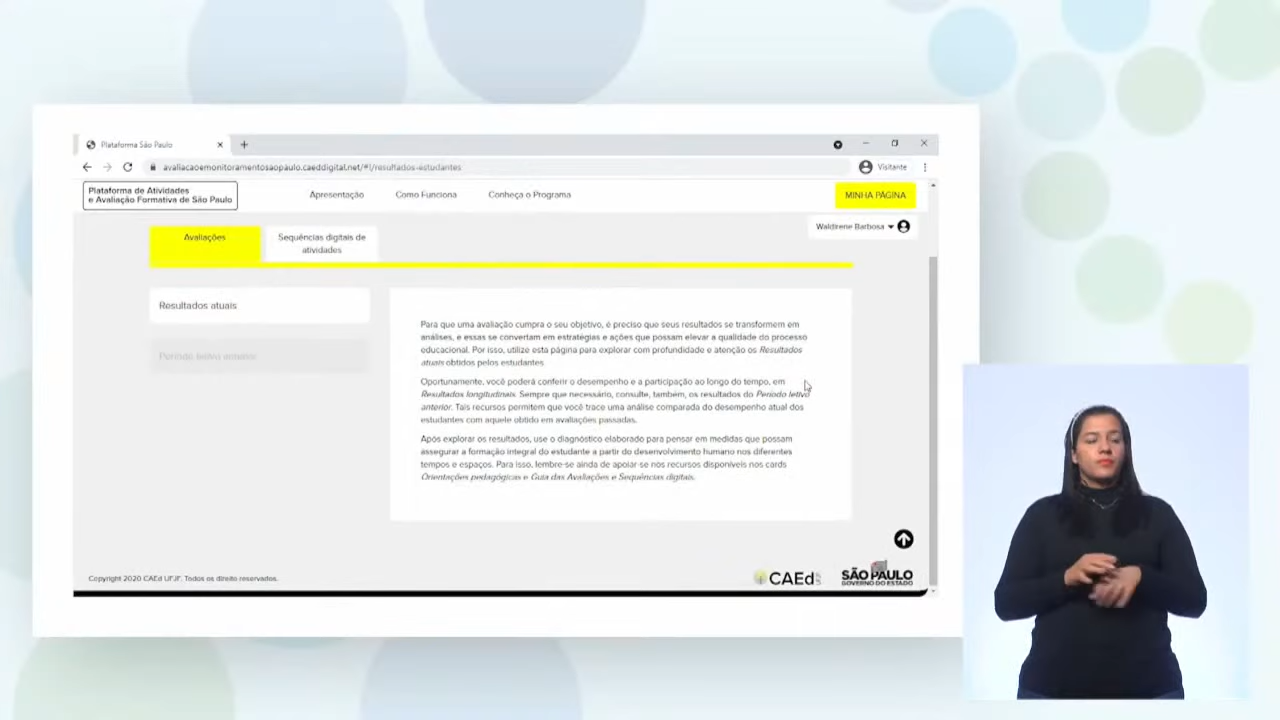 Plataforma São Paulo
avaliacaoemonitoramentosaopaulo.caeddigital.net/#!/resultados-estudantes
Visitante
Plataforma de Atividades
e Avaliação Formativa de São Paulo
Apresentação
Como Funciona
Conheça o Programa
MINHA PÁGINA
Waldirene Barbosa
Avaliações
Sequências digitais de
atividades
Resultados atuais
Período letivo anterior
Para que uma avaliação cumpra o seu objetivo, é preciso que seus resultados se transformem em
análises, e essas se convertam em estratégias e ações que possam elevar a qualidade do processo
educacional. Por isso, utilize esta página para explorar com profundidade e atenção os Resultados
atuais obtidos pelos estudantes
Oportunamente, você poderá conferir o desempenho e a participação ao longo do tempo, em
Resultados longitudinais. Sempre que necessário, consulte, também, os resultados do Período letivo
anterior. Tais recursos permitem que você trace uma análise comparada do desempenho atual dos
estudantes com aquele obtido em avaliações passadas.
Após explorar os resultados, use o diagnóstico elaborado para pensar em medidas que possam
assegurar a formação integral do estudante a partir do desenvolvimento humano nos diferentes
tempos e espaços. Para isso, lembre-se ainda de apoiar-se nos recursos disponíveis nos cards
Orientações pedagógicas e Guia das Avaliações e Sequências digitais.
Copyright 2020 CAEd UFJF. Todos os direito reservados.
CAEd
SÃO PAULO
GOVERNO DO ESTADO